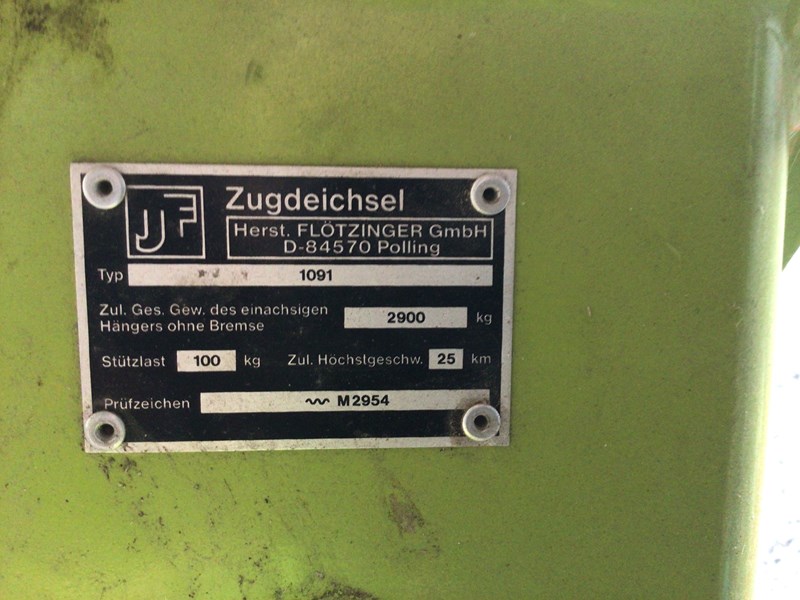 JF
Zugdeichsel
Herst. FLÖTZINGER GmbH
D-84570 Polling
Typ 1091
Zul. Ges. Gew. des einachsigen
Hängers ohne Bremse 2900 kg
Stützlast 100 kg Zul. Höchstgeschw. 25 km
Prüfzeichen ~~ M2954